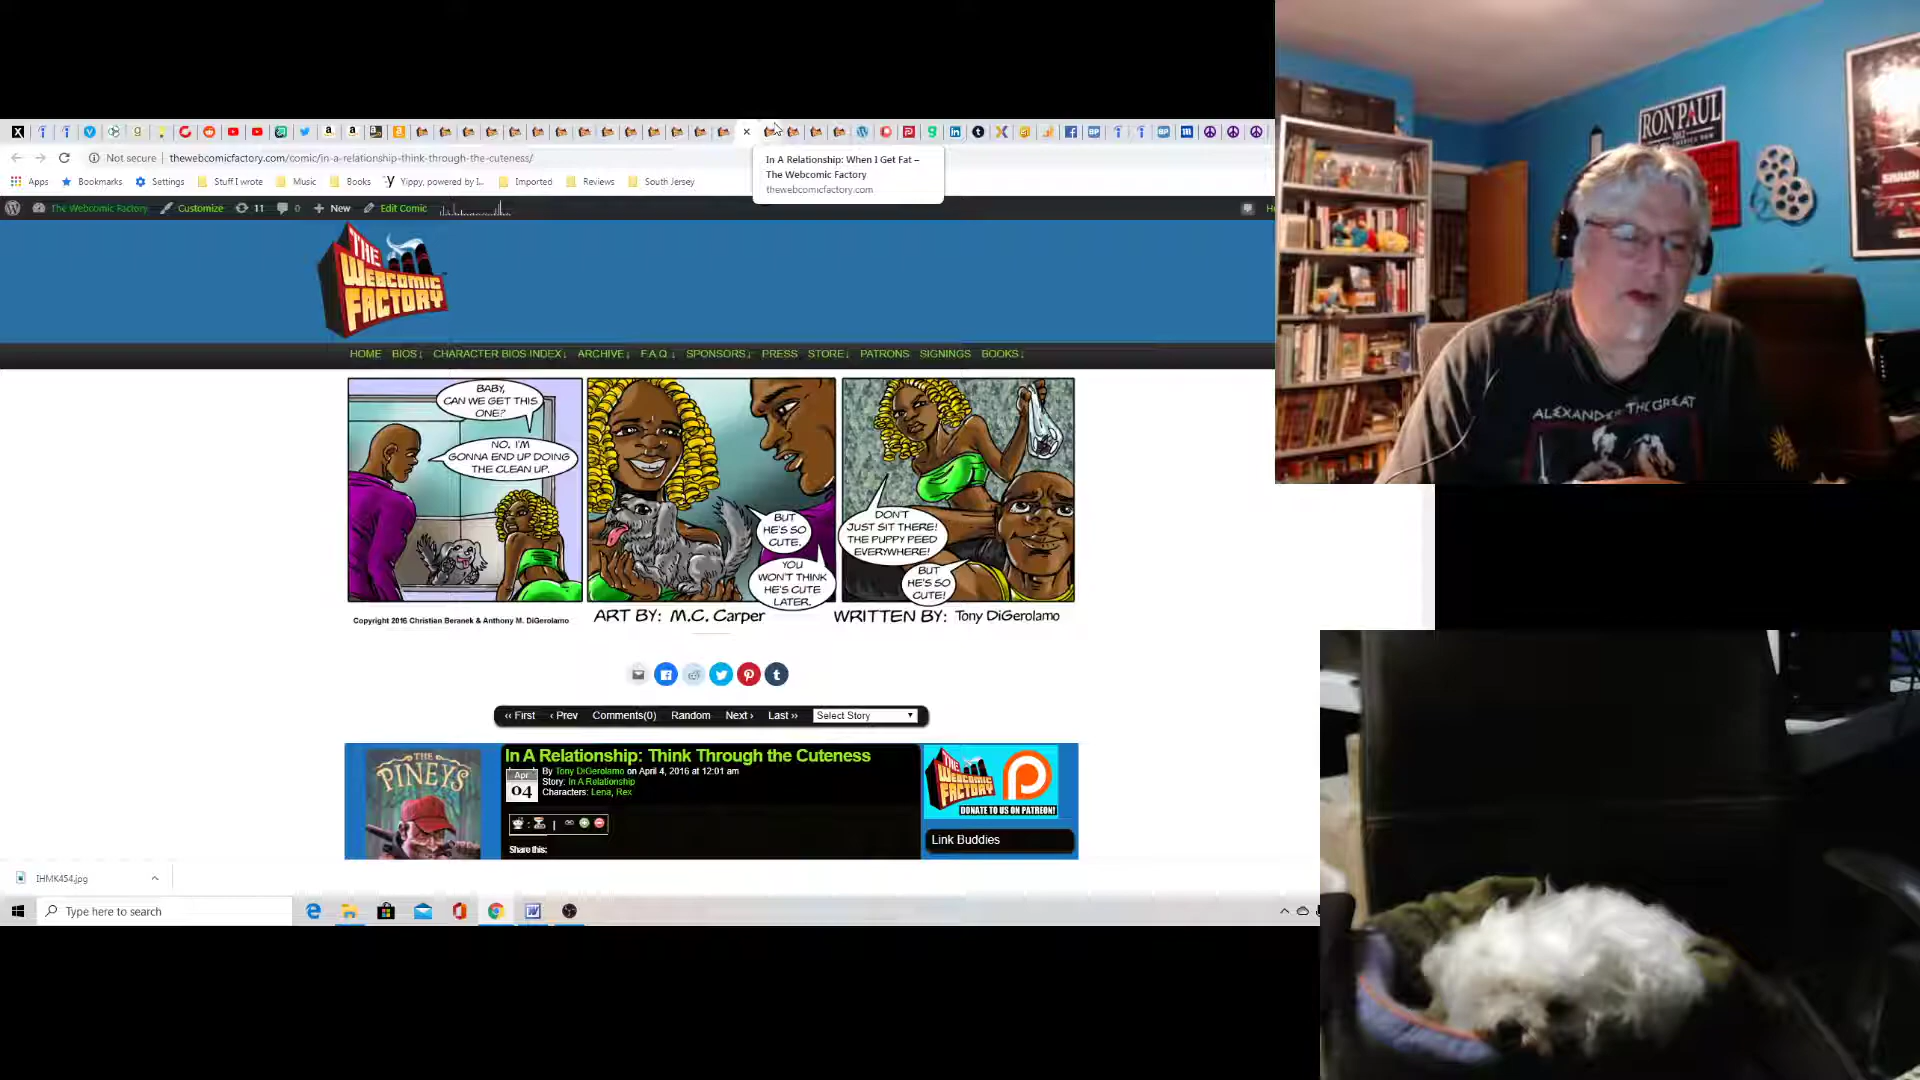 Not secure | thewebcomicfactory.com/comic/in-a-relationship-think-through-the-cuteness/
In A Relationship: When I Get Fat –
The Webcomic Factory
thewebcomicfactory.com
Apps Bookmarks Settings Stuff I wrote Music Books Yippy, powered by I... Imported Reviews South Jersey
The Webcomic Factory Customize 11 0 New Edit Comic
THE
WEBCOMIC
FACTORY
HOME BIOS↓ CHARACTER BIOS INDEX↓ ARCHIVE↓ F.A.Q.↓ SPONSORS↓ PRESS STORE↓ PATRONS SIGNINGS BOOKS↓
BABY,
CAN WE GET THIS
ONE?
NO. I'M
GONNA END UP DOING
THE CLEAN UP.
BUT
HE'S SO
CUTE.
YOU
WON'T THINK
HE'S CUTE
LATER.
DON'T
JUST SIT THERE!
THE PUPPY PEED
EVERYWHERE!
BUT
HE'S SO
CUTE!
Copyright 2016 Christian Beranek & Anthony M. DiGerolamo
ART BY: M.C. Carper
WRITTEN BY: Tony DiGerolamo
‹‹ First ‹ Prev Comments(0) Random Next › Last ›› Select Story
THE
PINEYS
In A Relationship: Think Through the Cuteness
Apr
04
By Tony DiGerolamo on April 4, 2016 at 12:01 am
Story: In A Relationship
Characters: Lena, Rex
Share this:
THE
WEBCOMIC
FACTORY
DONATE TO US ON PATREON!
Link Buddies
IHMK454.jpg
Type here to search
RON PAUL
ALEXANDER THE GREAT